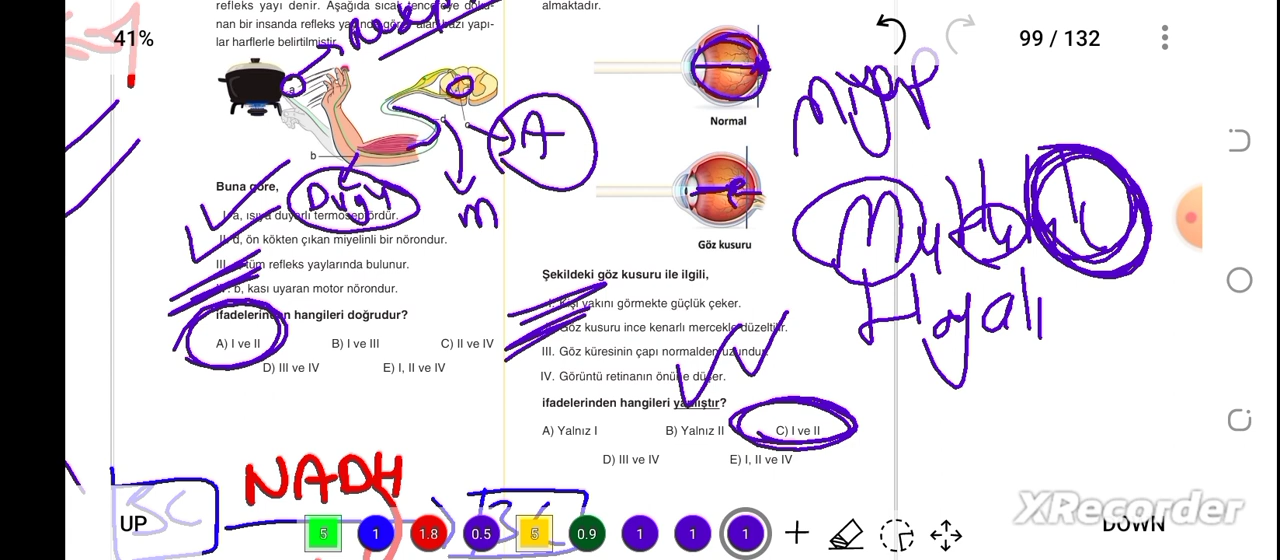 41%
99 / 132
refleks yayı denir. Aşağıda sıcak tencereye doku-
nan bir insanda refleks yayında görev alan bazı yapı-
lar harflerle belirtilmiştir.
a
d
c
b
A
m
Duyu
Buna göre,
I. a, ısıya duyarlı termoseptördür.
II. d, ön kökten çıkan miyelinli bir nörondur.
III. tüm refleks yaylarında bulunur.
IV. b, kası uyaran motor nörondur.
ifadelerinden hangileri doğrudur?
A) I ve II B) I ve III C) II ve IV
D) III ve IV E) I, II ve IV
almaktadır.
Normal
Göz kusuru
Miyop
Hayali
Şekildeki göz kusuru ile ilgili,
I. Kişi yakını görmekte güçlük çeker.
Göz kusuru ince kenarlı mercekle düzeltilir.
III. Göz küresinin çapı normalden uzundur.
IV. Görüntü retinanın önüne düşer.
ifadelerinden hangileri yanlıştır?
A) Yalnız I B) Yalnız II C) I ve II
D) III ve IV E) I, II ve IV
NADH
3C
3C
UP
5 1 1.8 0.5 5 0.9 1 1 1
DOWN
XRecorder